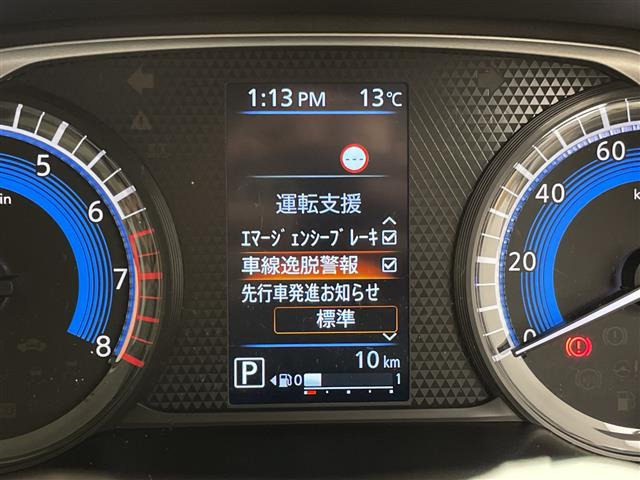 1:13 PM 13℃
---
運転支援
ｴﾏｰｼﾞｪﾝｼｰﾌﾞﾚｰｷ
車線逸脱警報
先行車発進お知らせ
標準
10 km
P
0 1
5
6
7
8
in
60
40
20
0
k